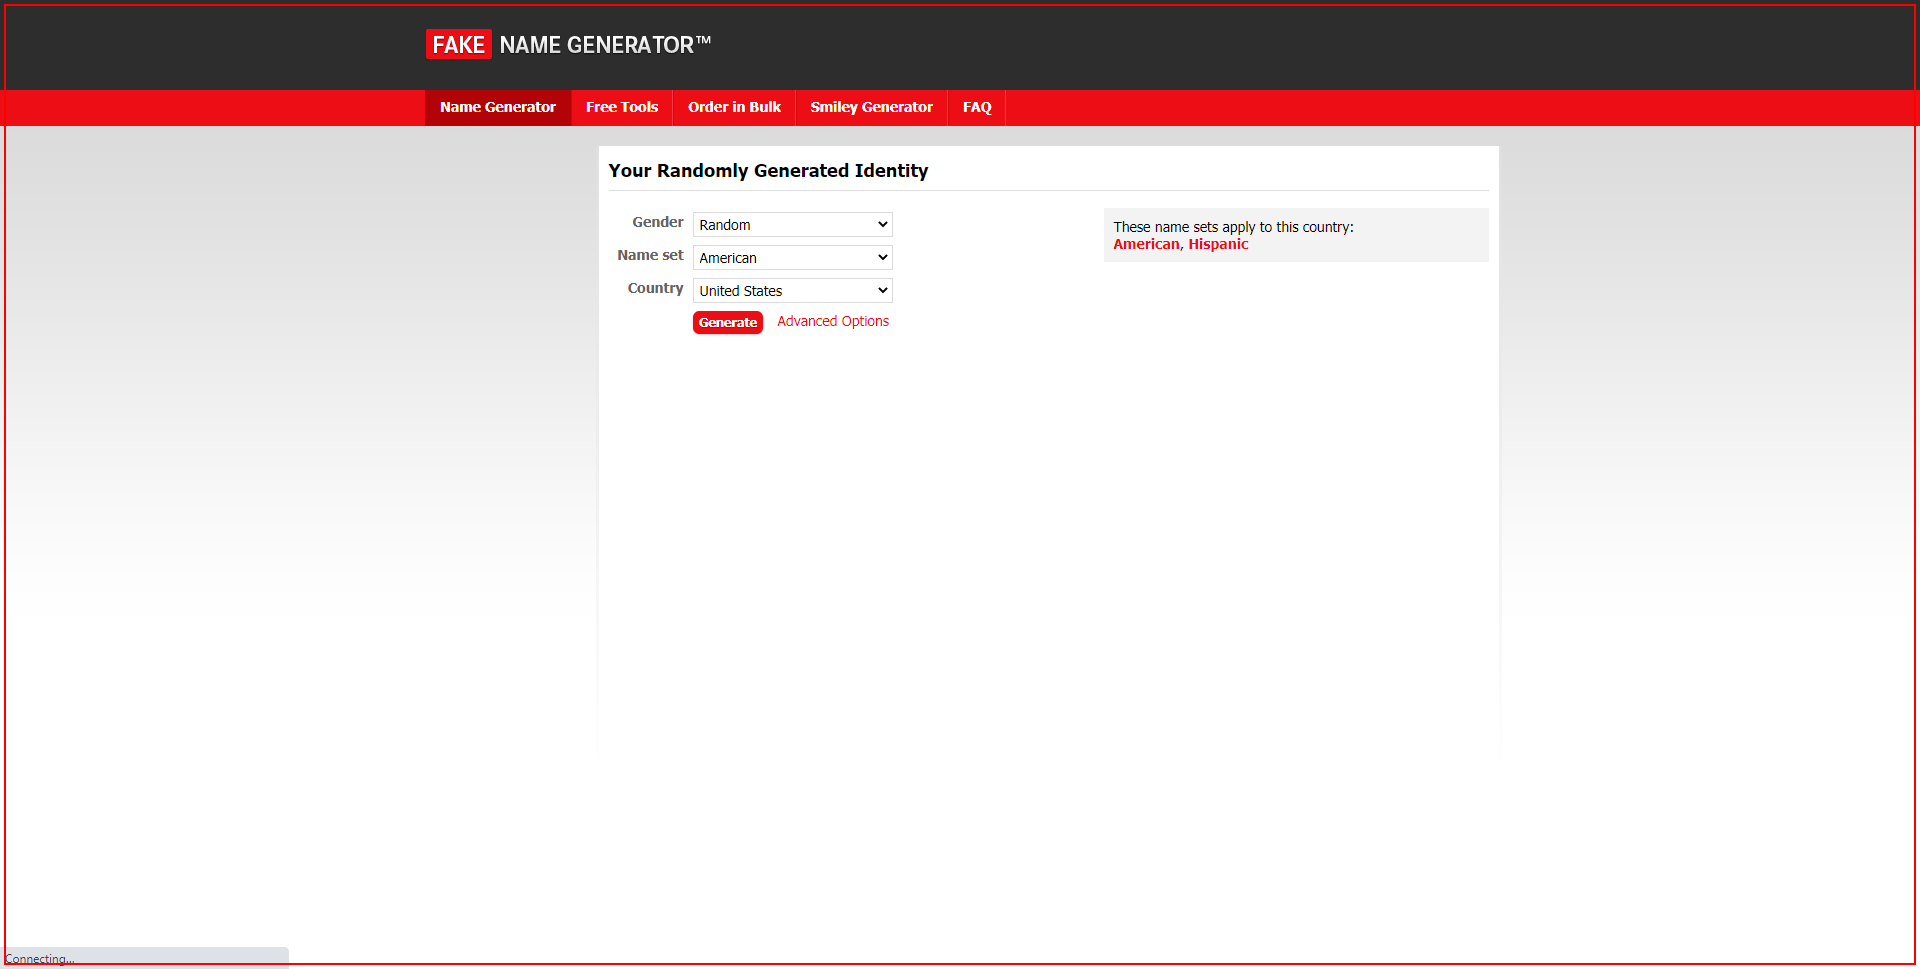 FAKE NAME GENERATOR™
Name Generator Free Tools Order in Bulk Smiley Generator FAQ
Your Randomly Generated Identity
Gender Random
Name set American
Country United States
Generate Advanced Options
These name sets apply to this country:
American, Hispanic
Connecting...